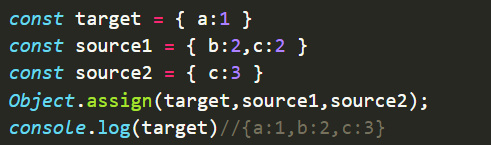 const target = { a:1 }
const source1 = { b:2,c:2 }
const source2 = { c:3 }
Object.assign(target,source1,source2);
console.log(target)//{a:1,b:2,c:3}